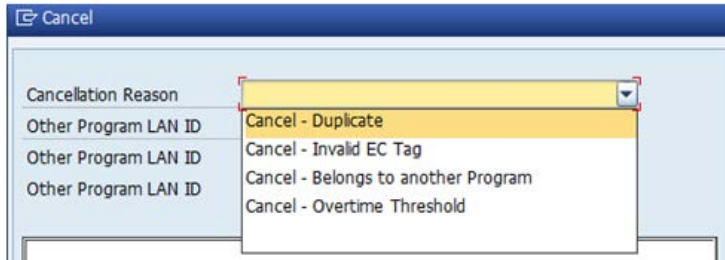 Cancel
Cancellation Reason
Cancel - Duplicate
Other Program LAN ID
Cancel - Invalid EC Tag
Other Program LAN ID
Cancel - Belongs to another Program
Other Program LAN ID
Cancel - Overtime Threshold